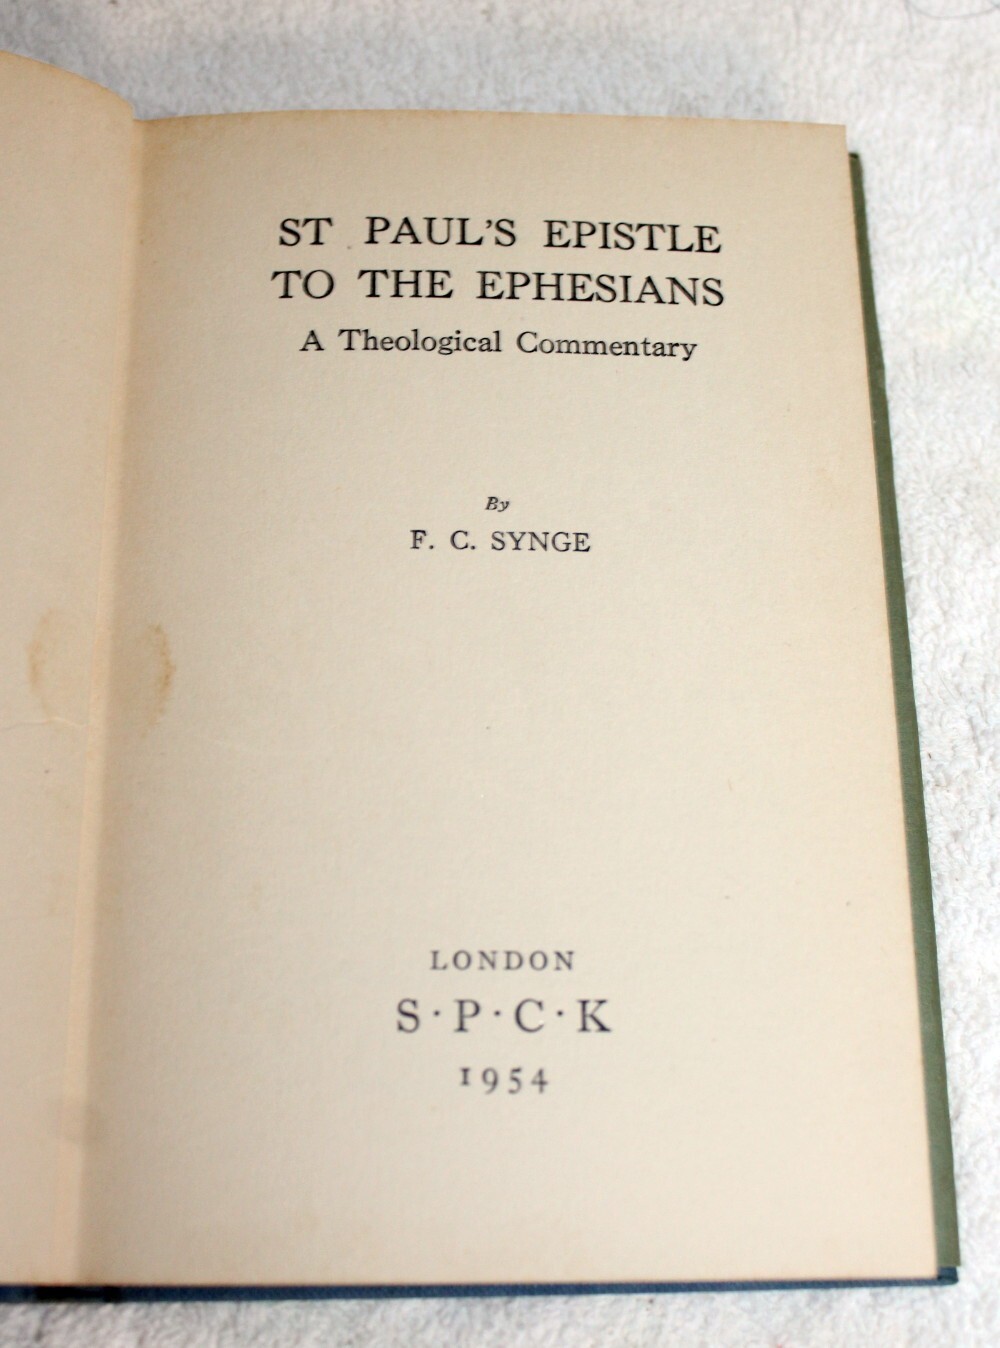 ST PAUL'S EPISTLE
TO THE EPHESIANS
A Theological Commentary
By
F. C. SYNGE
LONDON
S·P·C·K
1954